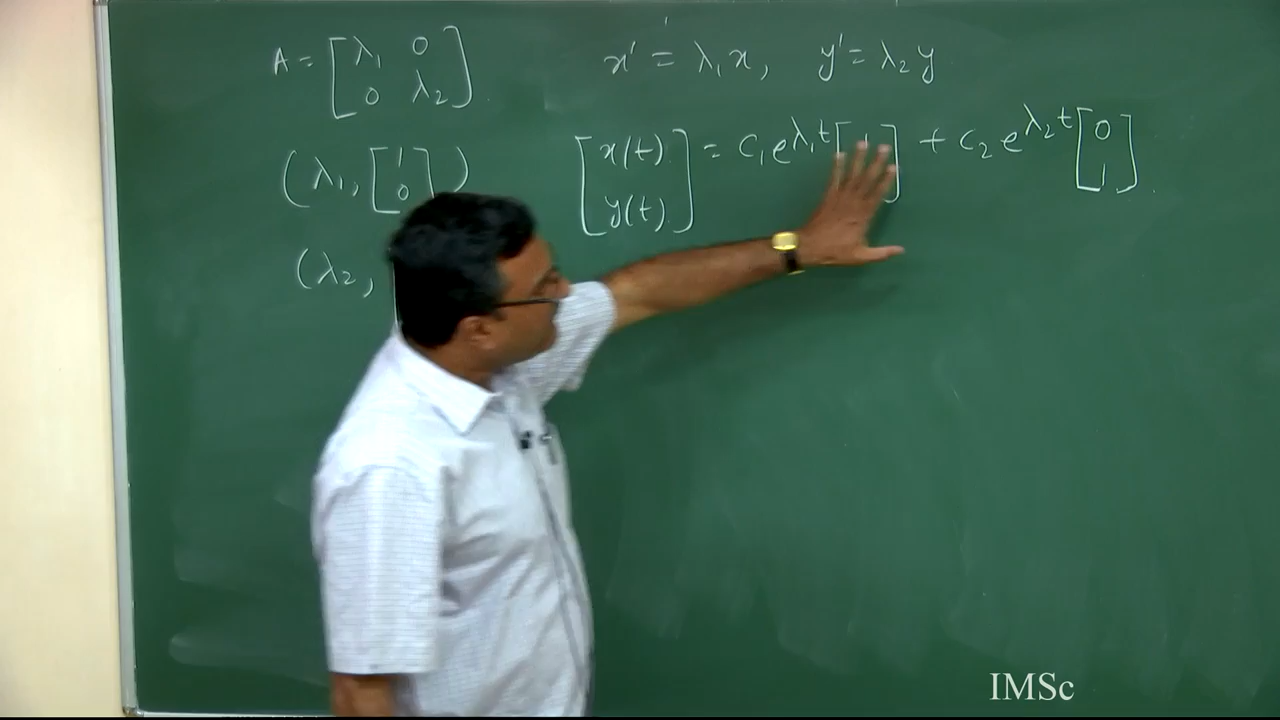 A = [λ₁ 0
0 λ₂]
x' = λ₁x, y' = λ₂y
(λ₁, [1
0])
[x(t)
y(t)] = c₁e^{λ₁t}[ ] + c₂e^{λ₂t}[0
1]
(λ₂,
IMSc